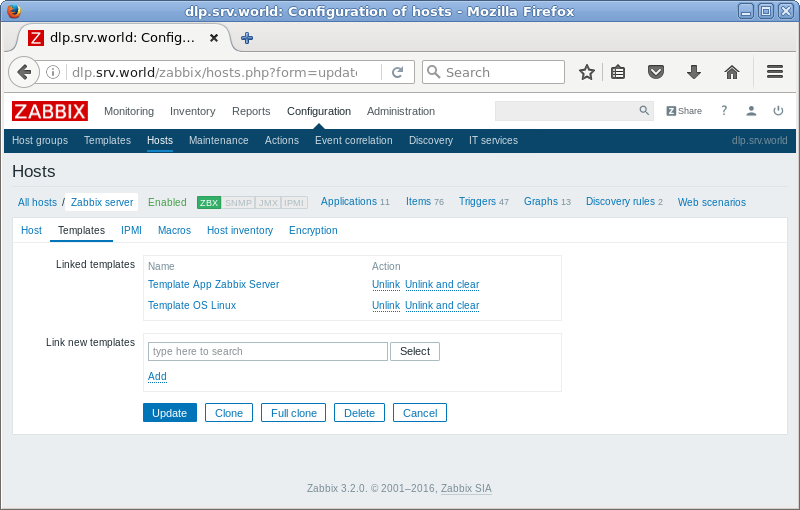 dlp.srv.world: Configuration of hosts - Mozilla Firefox
Z dlp.srv.world: Config...
dlp.srv.world/zabbix/hosts.php?form=update
Search
ZABBIX Monitoring Inventory Reports Configuration Administration Z Share ?
Host groups Templates Hosts Maintenance Actions Event correlation Discovery IT services dlp.srv.world
Hosts
All hosts / Zabbix server Enabled ZBX SNMP JMX IPMI Applications 11 Items 76 Triggers 47 Graphs 13 Discovery rules 2 Web scenarios
Host Templates IPMI Macros Host inventory Encryption
Linked templates Name Action
Template App Zabbix Server Unlink Unlink and clear
Template OS Linux Unlink Unlink and clear
Link new templates
type here to search Select
Add
Update Clone Full clone Delete Cancel
Zabbix 3.2.0. © 2001–2016, Zabbix SIA